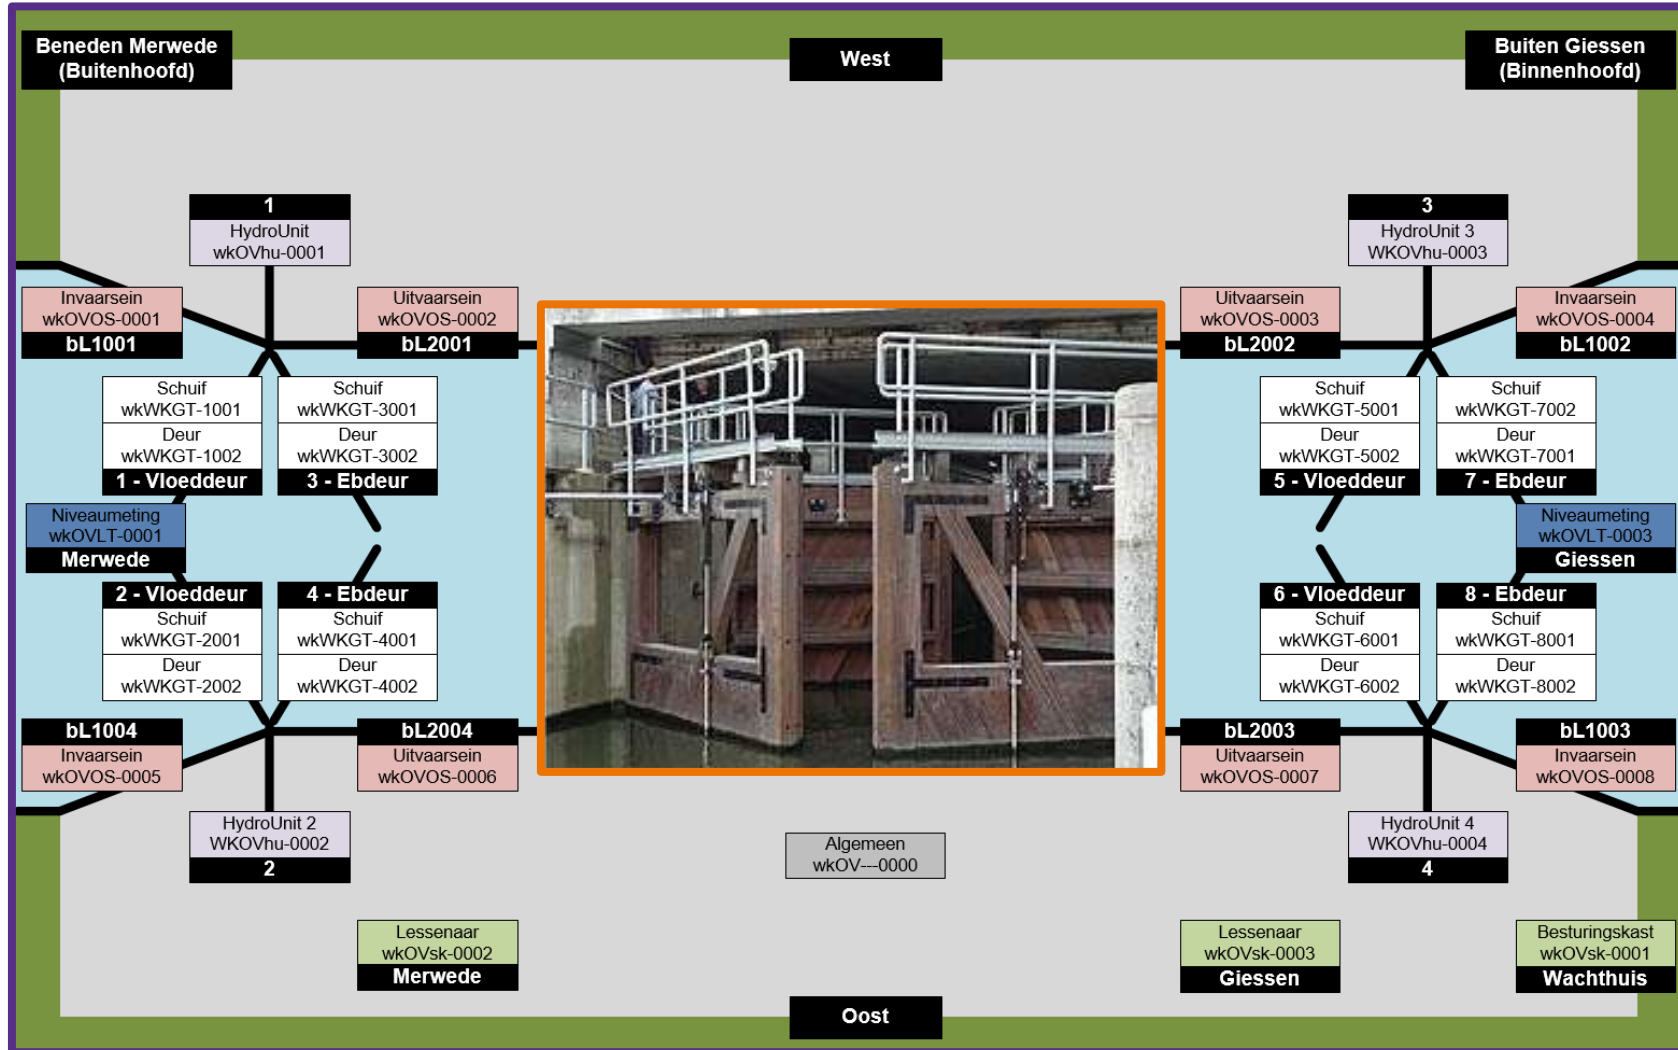 Beneden Merwede
(Buitenhoofd)
West
Buiten Giessen
(Binnenhoofd)
1
HydroUnit
wkOVhu-0001
3
HydroUnit 3
WKOVhu-0003
Invaarsein
wkOVOS-0001
bL1001
Uitvaarsein
wkOVOS-0002
bL2001
Uitvaarsein
wkOVOS-0003
bL2002
Invaarsein
wkOVOS-0004
bL1002
Schuif
wkWKGT-1001
Deur
wkWKGT-1002
1 - Vloeddeur
Schuif
wkWKGT-3001
Deur
wkWKGT-3002
3 - Ebdeur
Schuif
wkWKGT-5001
Deur
wkWKGT-5002
5 - Vloeddeur
Schuif
wkWKGT-7002
Deur
wkWKGT-7001
7 - Ebdeur
Niveaumeting
wkOVLT-0001
Merwede
Niveaumeting
wkOVLT-0003
Giessen
2 - Vloeddeur
Schuif
wkWKGT-2001
Deur
wkWKGT-2002
4 - Ebdeur
Schuif
wkWKGT-4001
Deur
wkWKGT-4002
6 - Vloeddeur
Schuif
wkWKGT-6001
Deur
wkWKGT-6002
8 - Ebdeur
Schuif
wkWKGT-8001
Deur
wkWKGT-8002
bL1004
Invaarsein
wkOVOS-0005
bL2004
Uitvaarsein
wkOVOS-0006
bL2003
Uitvaarsein
wkOVOS-0007
bL1003
Invaarsein
wkOVOS-0008
HydroUnit 2
WKOVhu-0002
2
Algemeen
wkOV---0000
HydroUnit 4
WKOVhu-0004
4
Lessenaar
wkOVsk-0002
Merwede
Lessenaar
wkOVsk-0003
Giessen
Besturingskast
wkOVsk-0001
Wachthuis
Oost